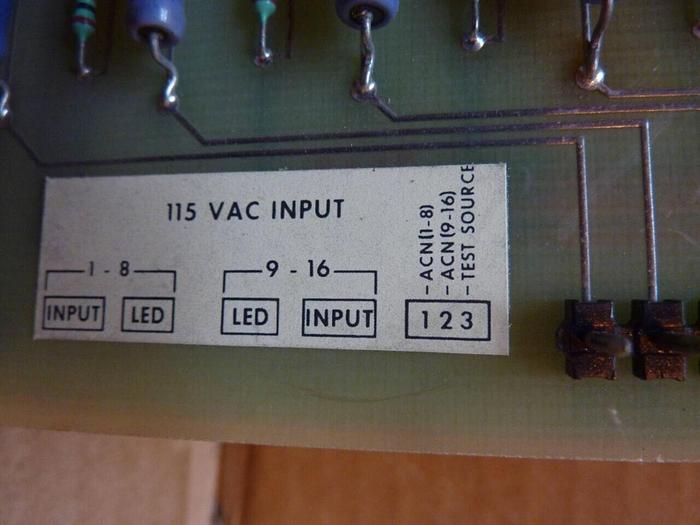 115 VAC INPUT
1 - 8
9 - 16
INPUT
LED
LED
INPUT
1 2 3
-ACN(1-8)
-ACN(9-16)
-TEST SOURCE